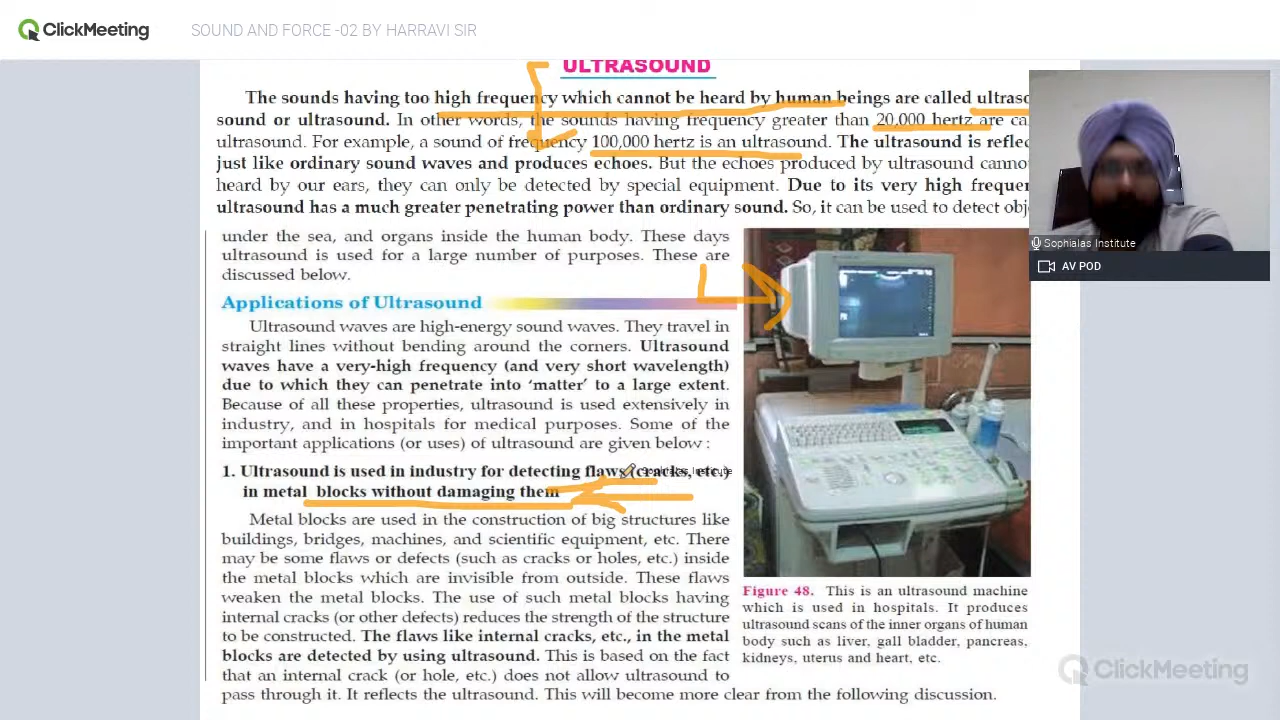 ClickMeeting
SOUND AND FORCE -02 BY HARRAVI SIR
ULTRASOUND
The sounds having too high frequency which cannot be heard by human beings are called ultraso
sound or ultrasound. In other words, the sounds having frequency greater than 20,000 hertz are ca
ultrasound. For example, a sound of frequency 100,000 hertz is an ultrasound. The ultrasound is reflec
just like ordinary sound waves and produces echoes. But the echoes produced by ultrasound canno
heard by our ears, they can only be detected by special equipment. Due to its very high frequen
ultrasound has a much greater penetrating power than ordinary sound. So, it can be used to detect obj
under the sea, and organs inside the human body. These days
ultrasound is used for a large number of purposes. These are
discussed below.
Applications of Ultrasound
Ultrasound waves are high-energy sound waves. They travel in
straight lines without bending around the corners. Ultrasound
waves have a very-high frequency (and very short wavelength)
due to which they can penetrate into 'matter' to a large extent.
Because of all these properties, ultrasound is used extensively in
industry, and in hospitals for medical purposes. Some of the
important applications (or uses) of ultrasound are given below :
1. Ultrasound is used in industry for detecting flaws (cracks, etc.)
in metal blocks without damaging them
Sophialas Institute
Metal blocks are used in the construction of big structures like
buildings, bridges, machines, and scientific equipment, etc. There
may be some flaws or defects (such as cracks or holes, etc.) inside
the metal blocks which are invisible from outside. These flaws
weaken the metal blocks. The use of such metal blocks having
internal cracks (or other defects) reduces the strength of the structure
to be constructed. The flaws like internal cracks, etc., in the metal
blocks are detected by using ultrasound. This is based on the fact
that an internal crack (or hole, etc.) does not allow ultrasound to
pass through it. It reflects the ultrasound. This will become more clear from the following discussion.
Figure 48. This is an ultrasound machine
which is used in hospitals. It produces
ultrasound scans of the inner organs of human
body such as liver, gall bladder, pancreas,
kidneys, uterus and heart, etc.
Sophialas Institute
AV POD
ClickMeeting